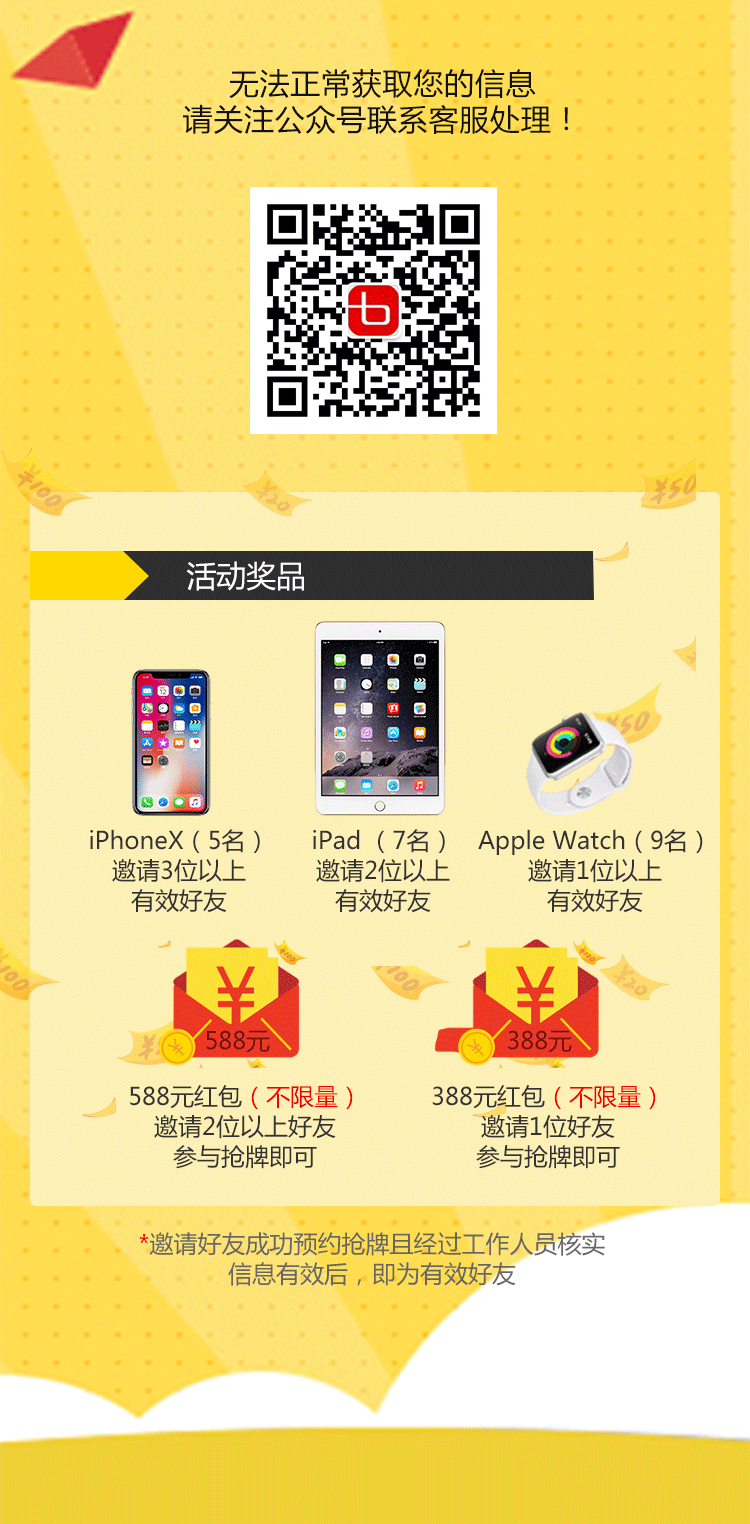 无法正常获取您的信息
请关注公众号联系客服处理！
¥100
¥20
¥50
活动奖品
¥50
iPhoneX（5名）
邀请3位以上
有效好友
iPad （7名）
邀请2位以上
有效好友
Apple Watch（9名）
邀请1位以上
有效好友
¥
588元
¥
388元
¥20
588元红包（不限量）
邀请2位以上好友
参与抢牌即可
388元红包（不限量）
邀请1位好友
参与抢牌即可
*邀请好友成功预约抢牌且经过工作人员核实
信息有效后，即为有效好友